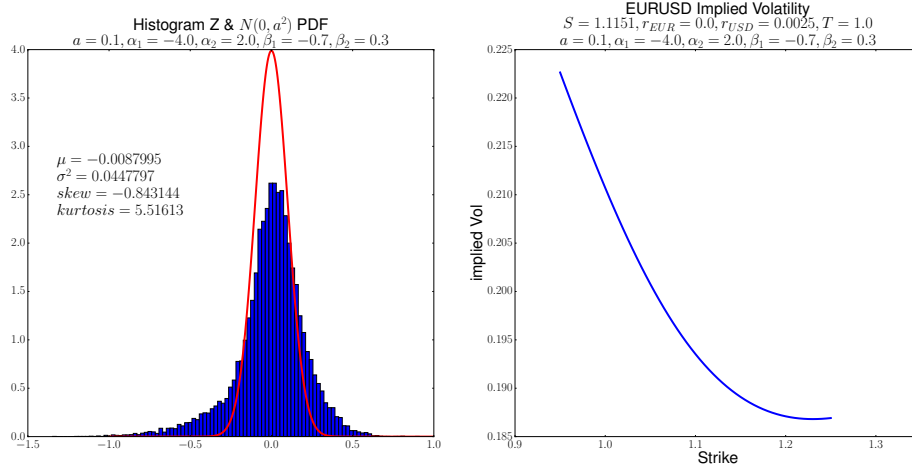 Histogram Z & N(0, a²) PDF
a = 0.1, α₁ = −4.0, α₂ = 2.0, β₁ = −0.7, β₂ = 0.3
4.0
3.5
3.0
2.5
2.0
1.5
1.0
0.5
0.0
μ = −0.0087995
σ² = 0.0447797
skew = −0.843144
kurtosis = 5.51613
−1.5 −1.0 −0.5 0.0 0.5 1.0
EURUSD Implied Volatility
S = 1.1151, r_EUR = 0.0, r_USD = 0.0025, T = 1.0
a = 0.1, α₁ = −4.0, α₂ = 2.0, β₁ = −0.7, β₂ = 0.3
0.225
0.220
0.215
0.210
0.205
0.200
0.195
0.190
0.185
implied Vol
0.9 1.0 1.1 1.2 1.3
Strike